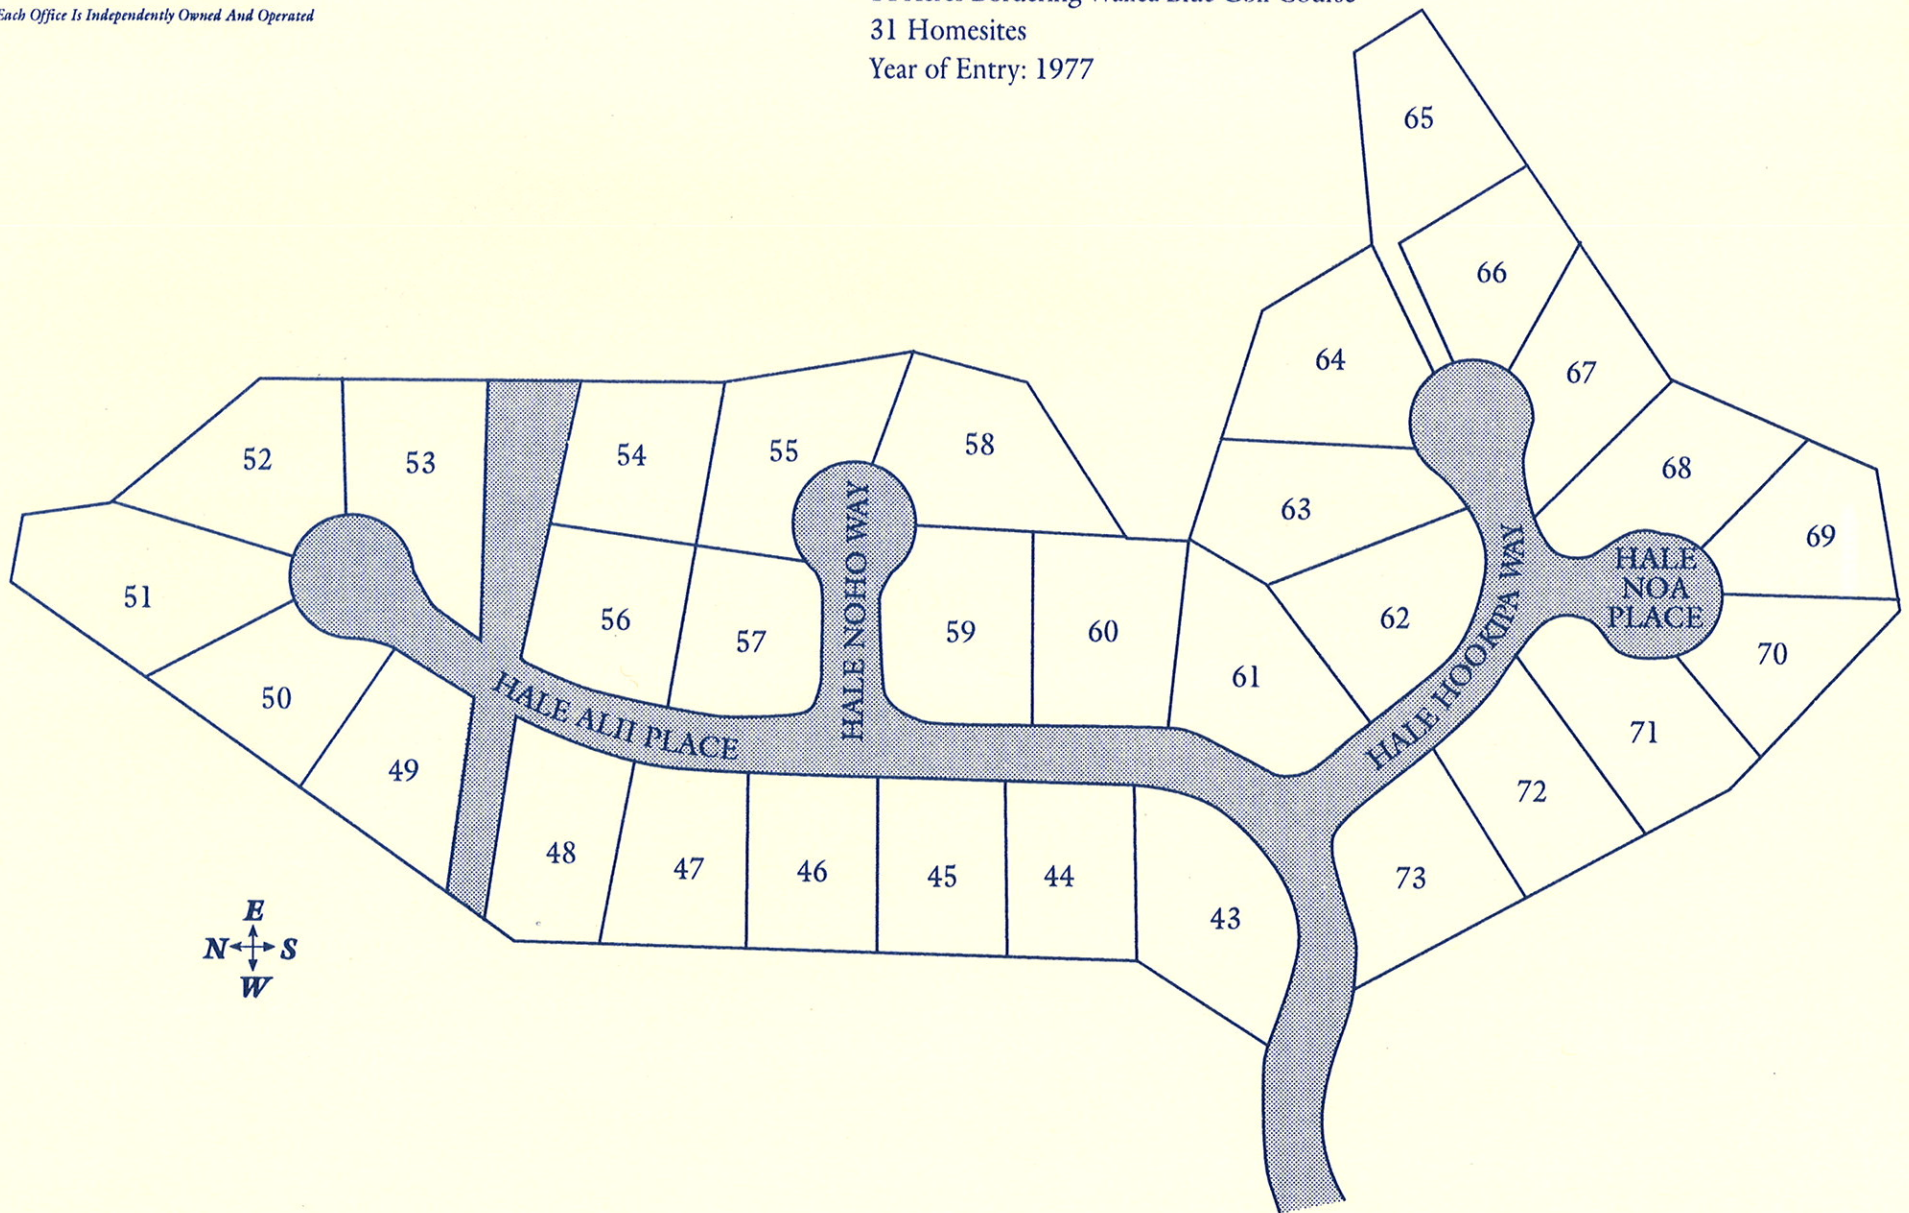 Each Office Is Independently Owned And Operated
31 Homesites
Year of Entry: 1977
65
66
64
67
52
53
54
55
58
68
63
69
51
56
57
59
60
62
61
70
50
49
71
72
48
47
46
45
44
43
73
HALE NOHO WAY
HALE ALII PLACE
HALE HOOKIPA WAY
HALE
NOA
PLACE
E
N S
W